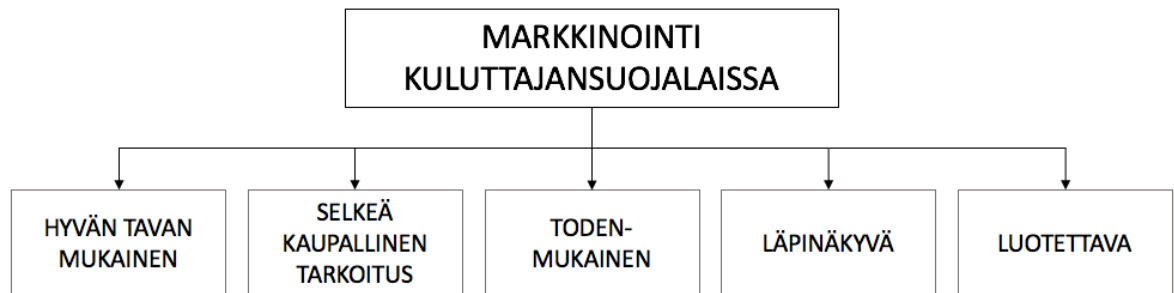 MARKKINOINTI
KULUTTAJANSUOJALAISSA
HYVÄN TAVAN
MUKAINEN
SELKEÄ
KAUPALLINEN
TARKOITUS
TODEN-
MUKAINEN
LÄPINÄKYVÄ
LUOTETTAVA